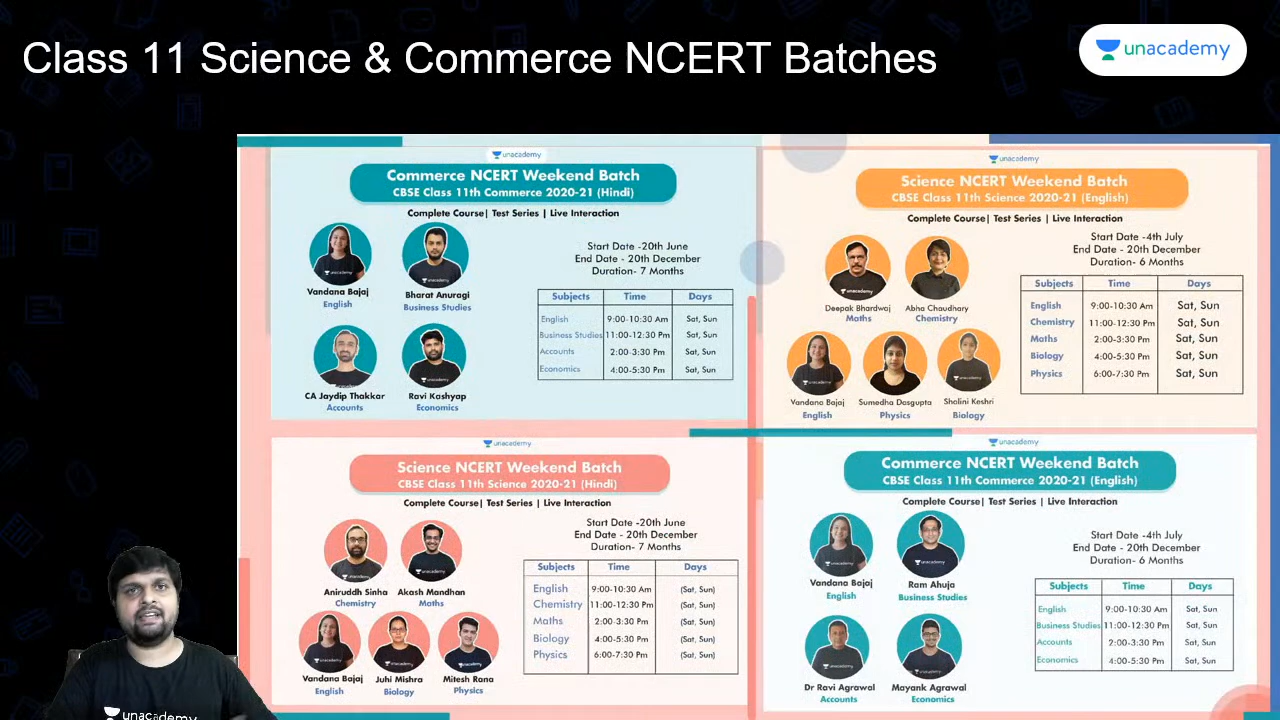 Class 11 Science & Commerce NCERT Batches
unacademy
unacademy
Commerce NCERT Weekend Batch
CBSE Class 11th Commerce 2020-21 (Hindi)
Complete Course| Test Series | Live Interaction
Vandana Bajaj
English
Bharat Anuragi
Business Studies
CA Jaydip Thakkar
Accounts
Ravi Kashyap
Economics
Start Date -20th June
End Date - 20th December
Duration- 7 Months
Subjects Time Days
English 9:00-10:30 Am Sat, Sun
Business Studies 11:00-12:30 Pm Sat, Sun
Accounts 2:00-3:30 Pm Sat, Sun
Economics 4:00-5:30 Pm Sat, Sun
unacademy
Science NCERT Weekend Batch
CBSE Class 11th Science 2020-21 (English)
Complete Course| Test Series | Live Interaction
Deepak Bhardwaj
Maths
Abha Chaudhary
Chemistry
Vandana Bajaj
English
Sumedha Dasgupta
Physics
Shalini Keshri
Biology
Start Date -4th July
End Date - 20th December
Duration- 6 Months
Subjects Time Days
English 9:00-10:30 Am Sat, Sun
Chemistry 11:00-12:30 Pm Sat, Sun
Maths 2:00-3:30 Pm Sat, Sun
Biology 4:00-5:30 Pm Sat, Sun
Physics 6:00-7:30 Pm Sat, Sun
unacademy
Science NCERT Weekend Batch
CBSE Class 11th Science 2020-21 (Hindi)
Complete Course| Test Series | Live Interaction
Aniruddh Sinha
Chemistry
Akash Mandhan
Maths
Vandana Bajaj
English
Juhi Mishra
Biology
Mitesh Rana
Physics
Start Date -20th June
End Date - 20th December
Duration- 7 Months
Subjects Time Days
English 9:00-10:30 Am (Sat, Sun)
Chemistry 11:00-12:30 Pm (Sat, Sun)
Maths 2:00-3:30 Pm (Sat, Sun)
Biology 4:00-5:30 Pm (Sat, Sun)
Physics 6:00-7:30 Pm (Sat, Sun)
unacademy
Commerce NCERT Weekend Batch
CBSE Class 11th Commerce 2020-21 (English)
Complete Course| Test Series | Live Interaction
Vandana Bajaj
English
Ram Ahuja
Business Studies
Dr Ravi Agrawal
Accounts
Mayank Agrawal
Economics
Start Date -4th July
End Date - 20th December
Duration- 6 Months
Subjects Time Days
English 9:00-10:30 Am Sat, Sun
Business Studies 11:00-12:30 Pm Sat, Sun
Accounts 2:00-3:30 Pm Sat, Sun
Economics 4:00-5:30 Pm Sat, Sun
unacademy